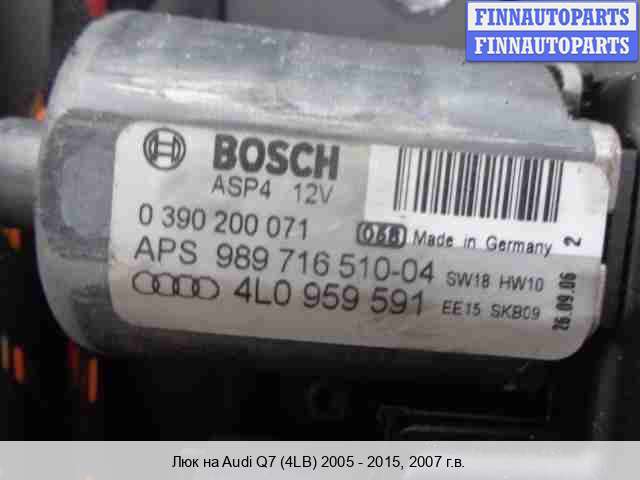 FINNAUTOPARTS
FINNAUTOPARTS
BOSCH
ASP4 12V
0 390 200 071
068 Made in Germany
2
APS 989 716 510-04 SW18 HW10
4L0 959 591 EE15 SKB09
26.09.06
Люк на Audi Q7 (4LB) 2005 - 2015, 2007 г.в.